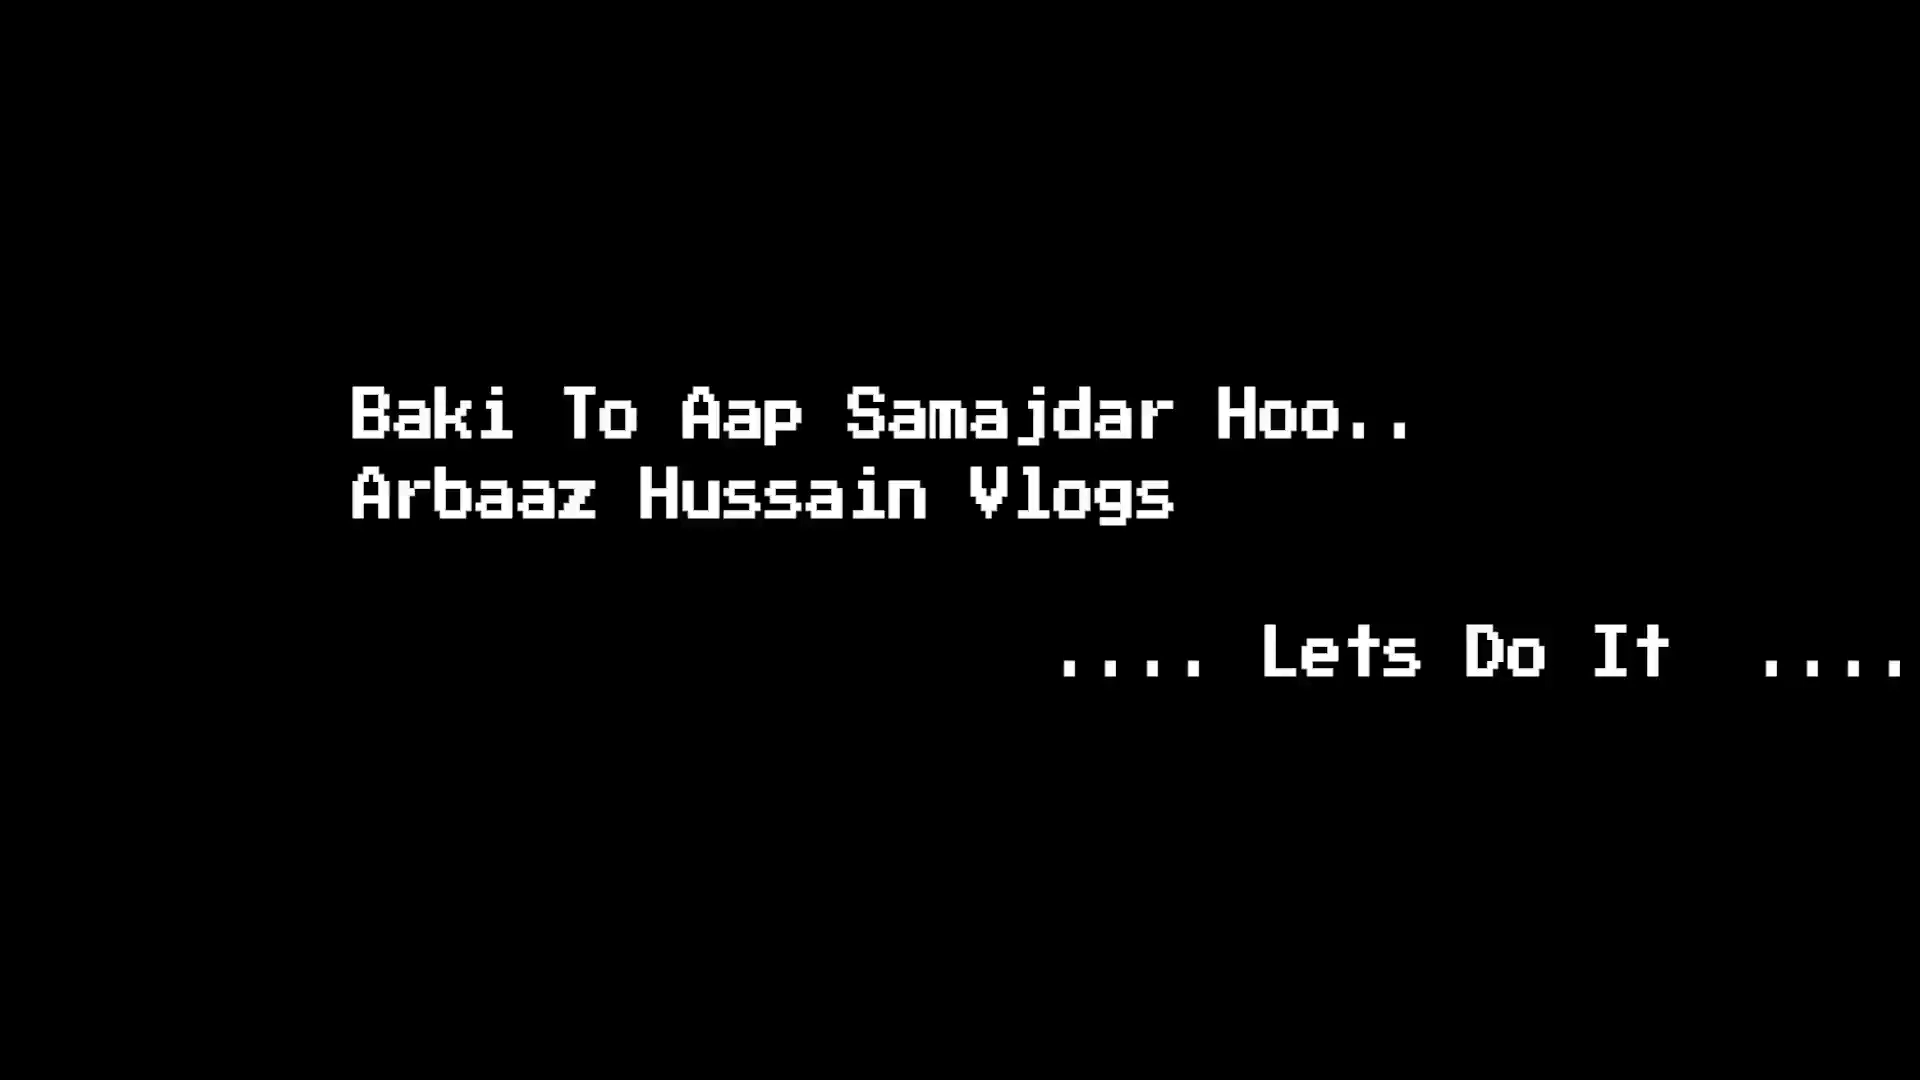 Baki To Aap Samajdar Hoo..
Arbaaz Hussain Vlogs
.... Lets Do It  ....